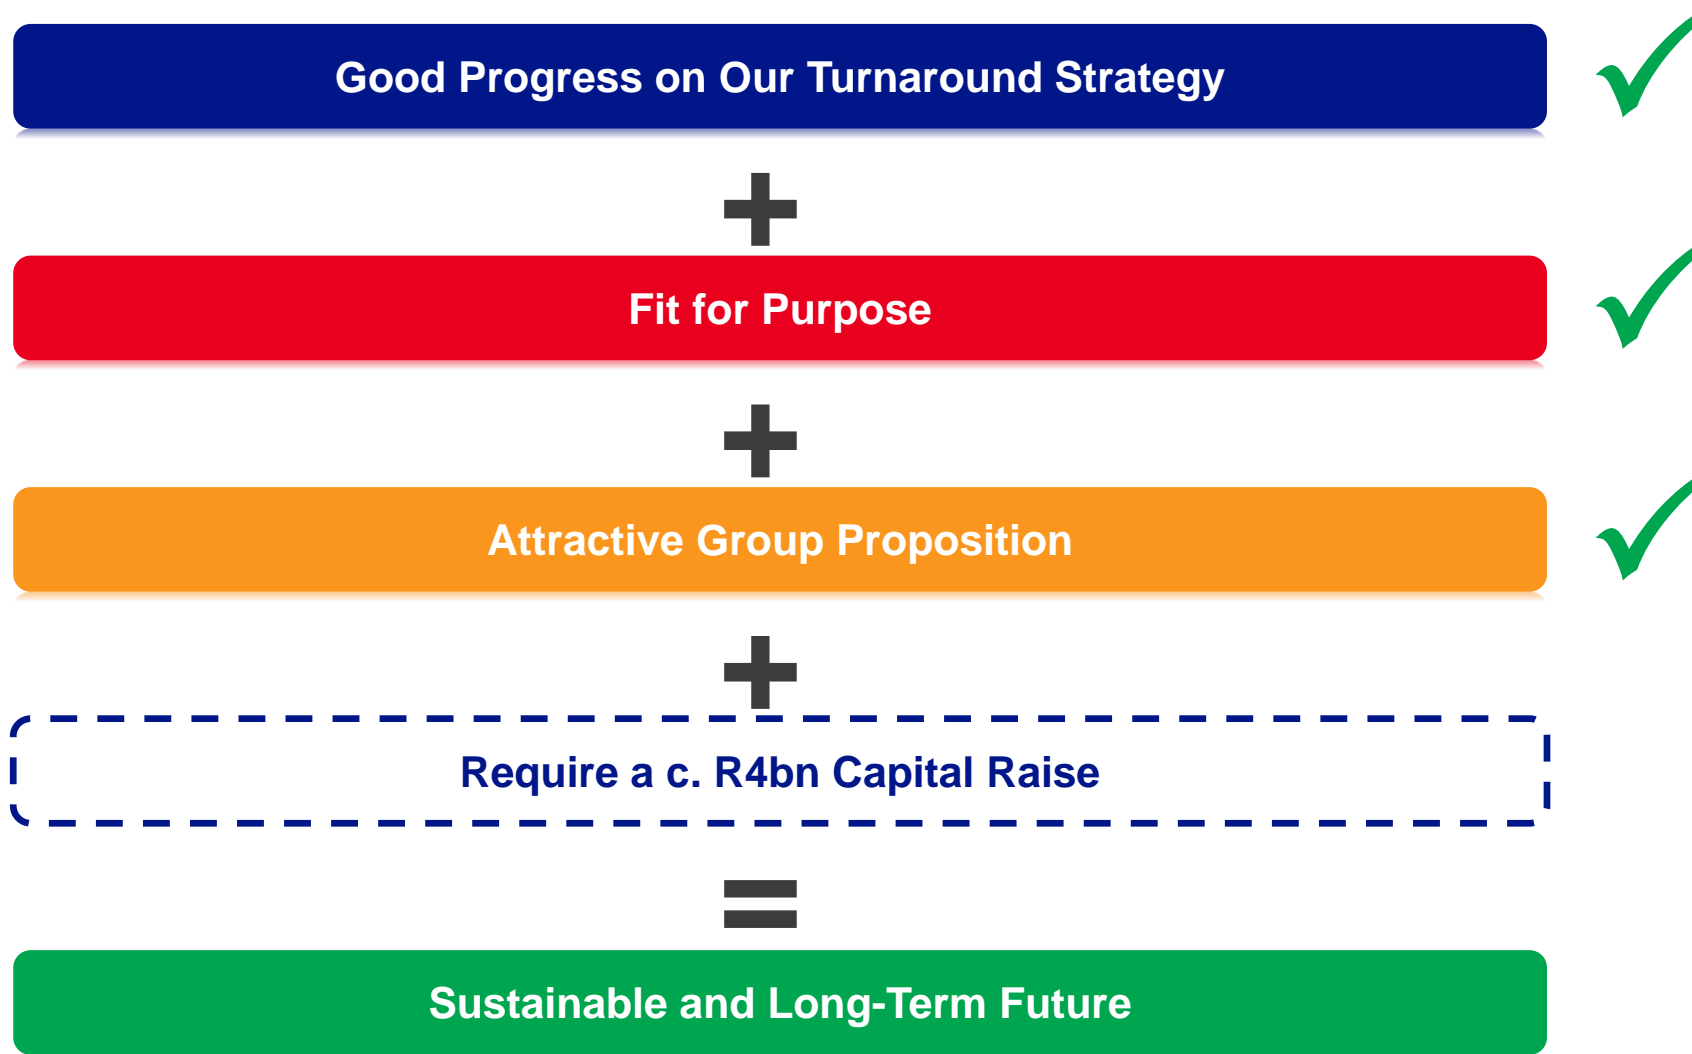 Good Progress on Our Turnaround Strategy
+
Fit for Purpose
+
Attractive Group Proposition
+
Require a c. R4bn Capital Raise
=
Sustainable and Long-Term Future